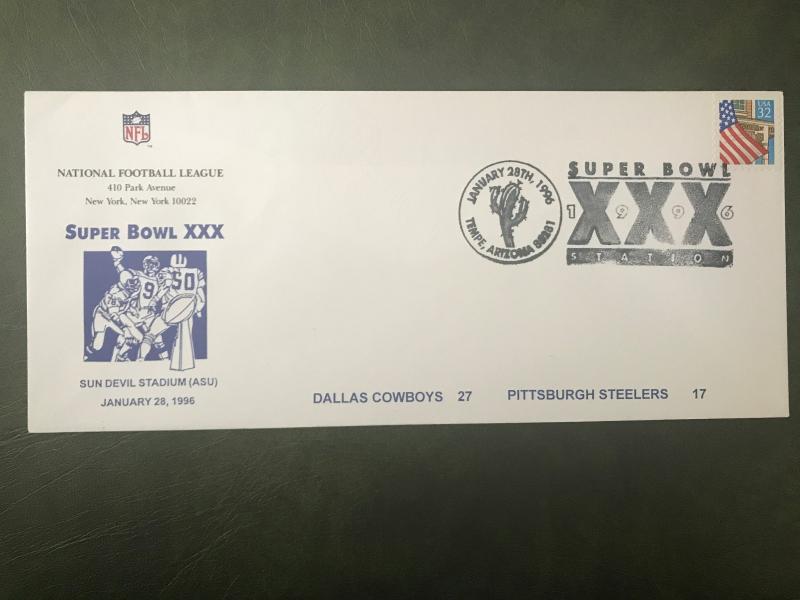 NFL
TM
NATIONAL FOOTBALL LEAGUE
410 Park Avenue
New York, New York 10022
SUPER BOWL XXX
78 9 50
SUN DEVIL STADIUM (ASU)
JANUARY 28, 1996
USA
32
JANUARY 28TH, 1996
TEMPE, ARIZONA 85281
SUPER BOWL
1 9 9 6
XXX
STATION
DALLAS COWBOYS 27 PITTSBURGH STEELERS 17